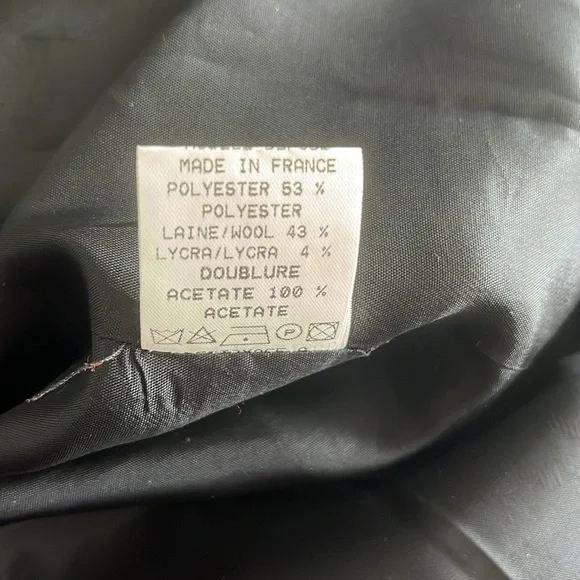 MADE IN FRANCE
POLYESTER 53 %
POLYESTER
LAINE/WOOL 43 %
LYCRA/LYCRA 4 %
DOUBLURE
ACETATE 100 %
ACETATE
P